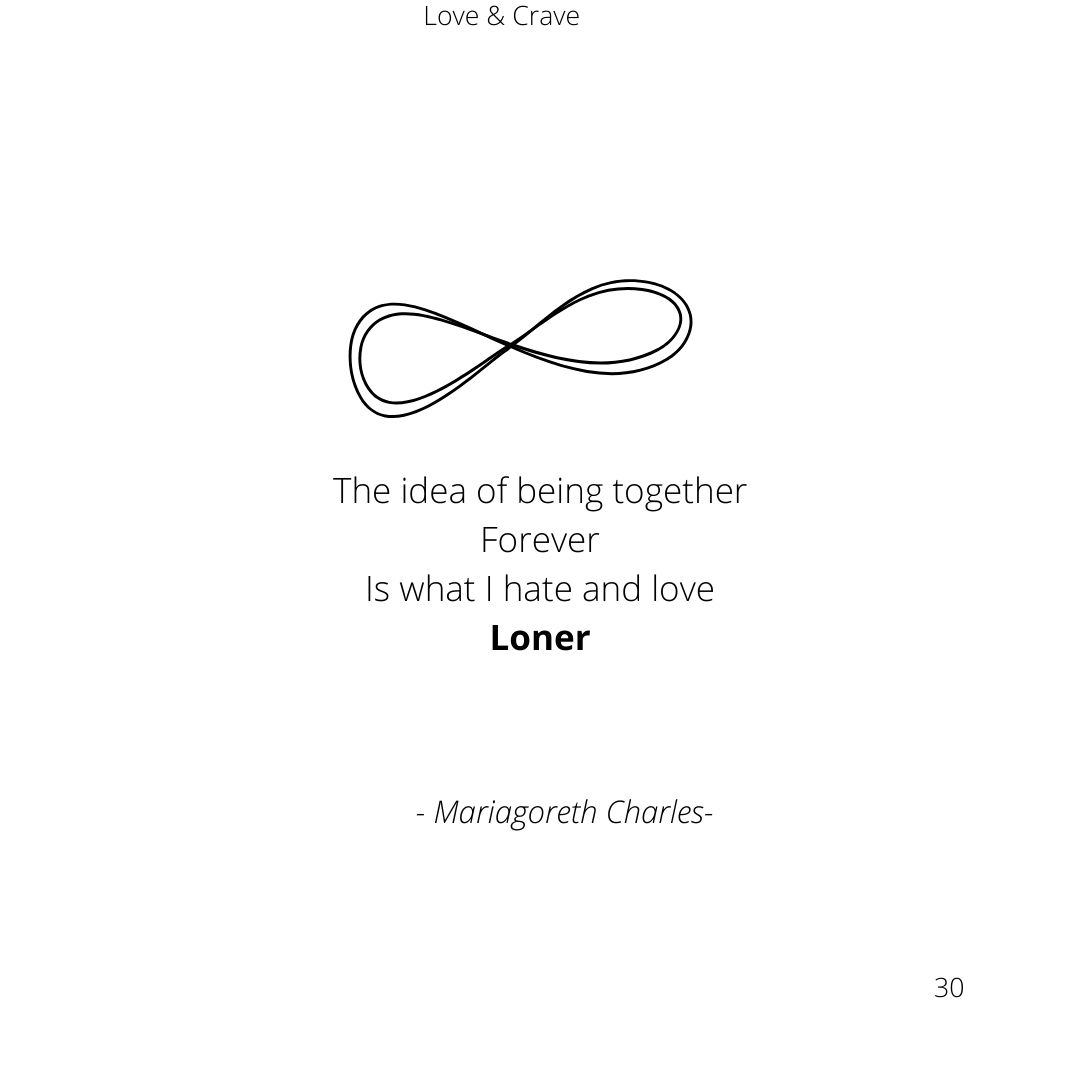 Love & Crave
The idea of being together
Forever
Is what I hate and love
Loner
- Mariagoreth Charles-
30